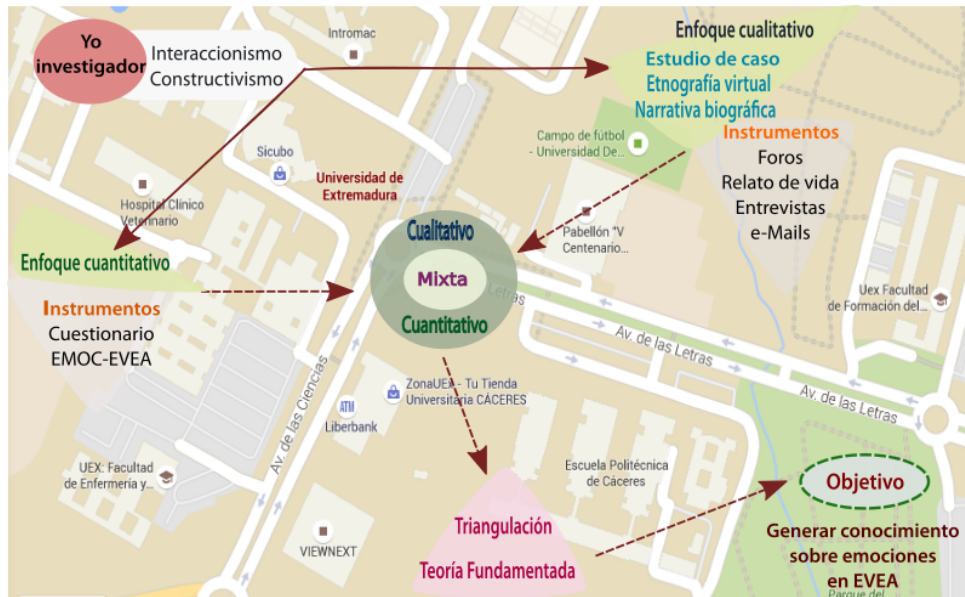 Yo
investigador
Interaccionismo
Constructivismo
Intromac
Enfoque cualitativo
Estudio de caso
Etnografía virtual
Narrativa biográfica
Campo de fútbol
- Universidad De...
Instrumentos
Foros
Relato de vida
Entrevistas
e-Mails
Sicubo
Universidad de
Extremadura
Hospital Clínico
Veterinario
Pabellón "V
Centenario...
Enfoque cuantitativo
Instrumentos
Cuestionario
EMOC-EVEA
Cualitativo
Mixta
Cuantitativo
Letras
Av. de las Letras
Av. de las Letras
Uex Facultad
de Formación del...
Av. de las Ciencias
ZonaUEx - Tu Tienda
Universitaria CÁCERES
ATM
Liberbank
UEX: Facultad
de Enfermería y...
VIEWNEXT
Escuela Politécnica
de Cáceres
Triangulación
Teoría Fundamentada
Objetivo
Generar conocimiento
sobre emociones
en EVEA
Parque del